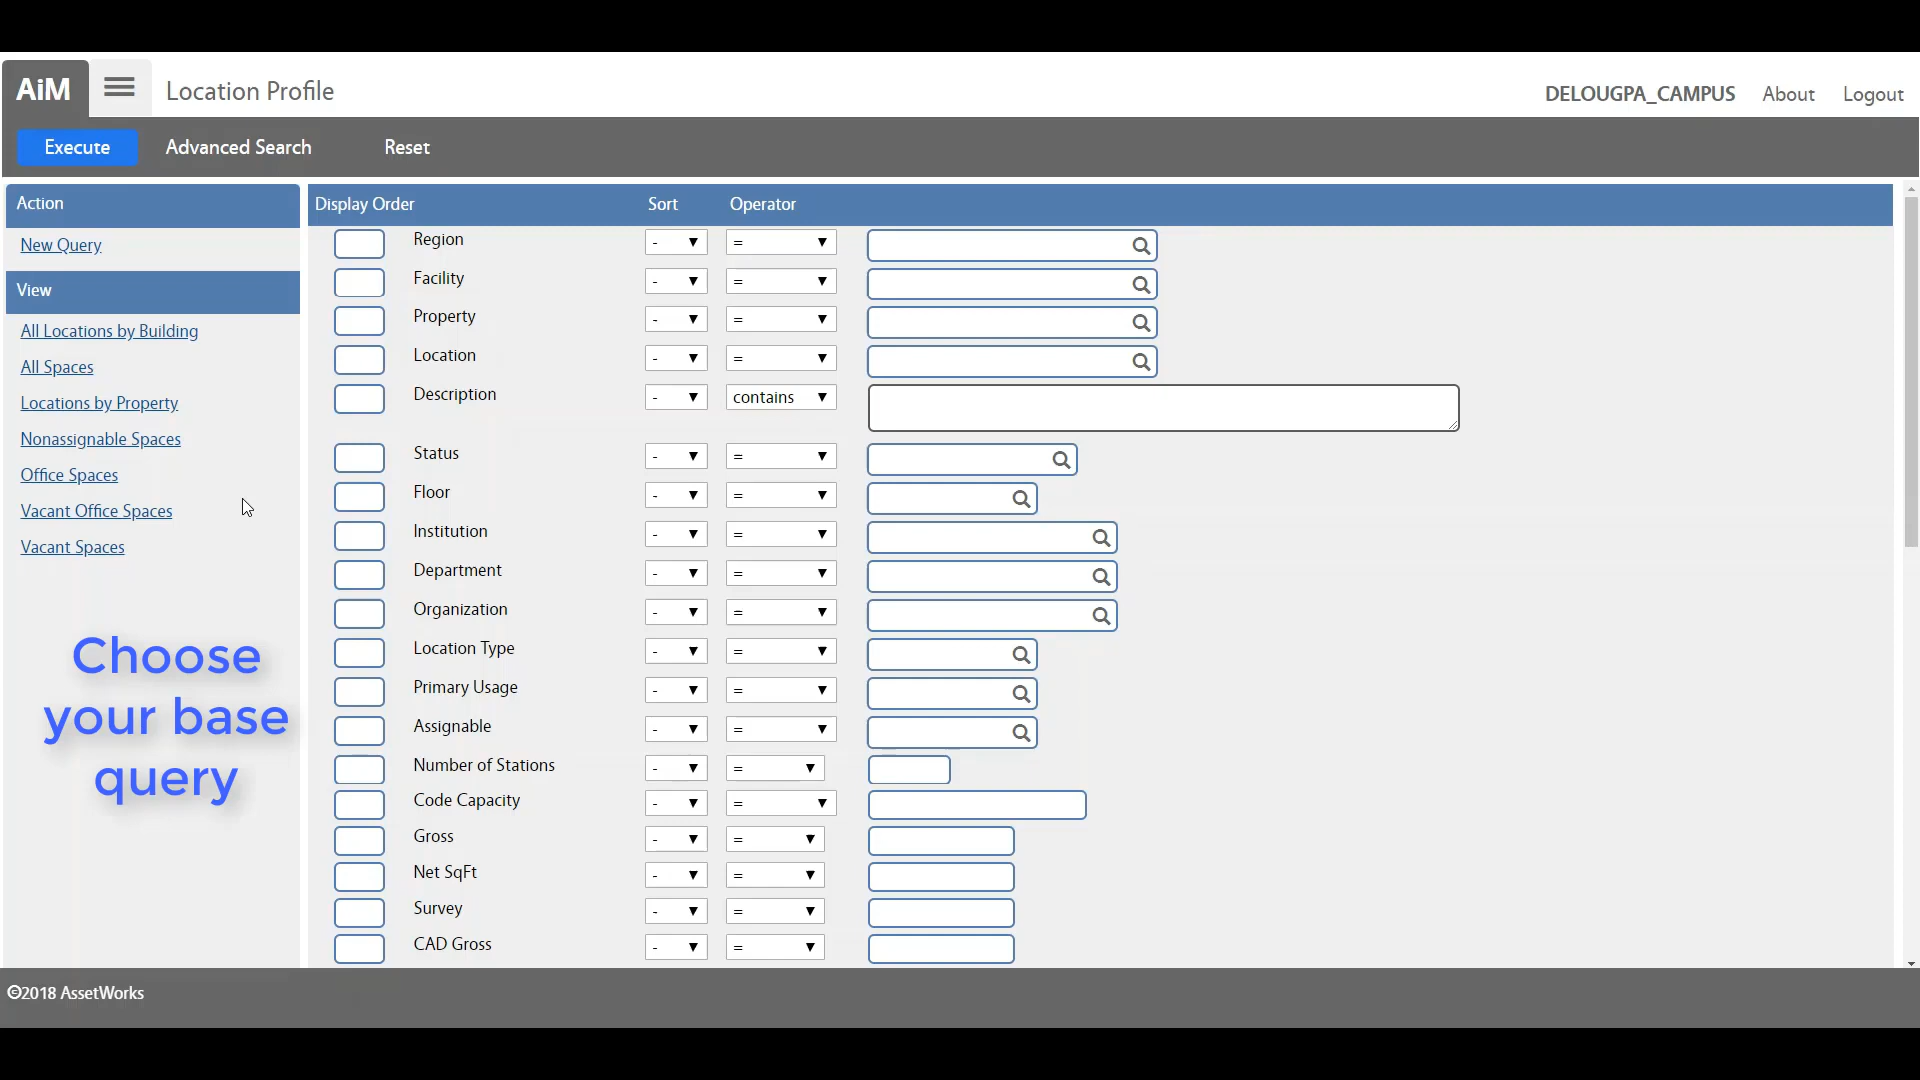 AiM
Location Profile
DELOUGPA_CAMPUS
About
Logout
Execute
Advanced Search
Reset
Action
New Query
View
All Locations by Building
All Spaces
Locations by Property
Nonassignable Spaces
Office Spaces
Vacant Office Spaces
Vacant Spaces
Choose
your base
query
Display Order Sort Operator
Region - =
Facility - =
Property - =
Location - =
Description - contains
Status - =
Floor - =
Institution - =
Department - =
Organization - =
Location Type - =
Primary Usage - =
Assignable - =
Number of Stations - =
Code Capacity - =
Gross - =
Net SqFt - =
Survey - =
CAD Gross - =
©2018 AssetWorks